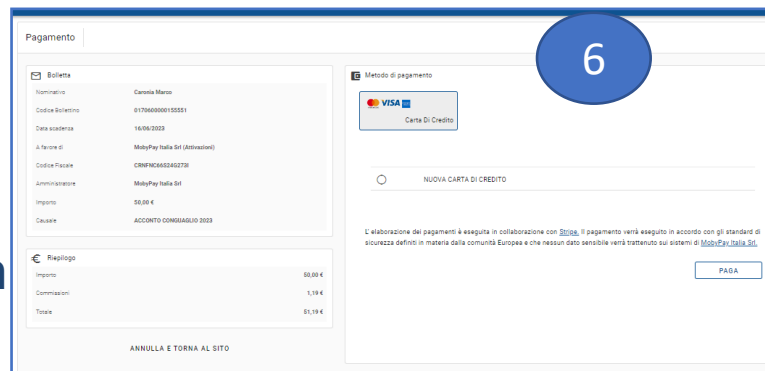 6
Pagamento
Bolletta
Nominativo Caronia Marco
Codice Bollettino 0170600000155551
Data scadenza 16/06/2023
A favore di MobyPay Italia Srl (Attivazioni)
Codice Fiscale CRNFNC66S24G273I
Amministratore MobyPay Italia Srl
Importo 50,00 €
Causale ACCONTO CONGUAGLIO 2023
Riepilogo
Importo 50,00 €
Commissioni 1,19 €
Totale 51,19 €
ANNULLA E TORNA AL SITO
Metodo di pagamento
VISA
Carta Di Credito
NUOVA CARTA DI CREDITO
L' elaborazione dei pagamenti è eseguita in collaborazione con Stripe. Il pagamento verrà eseguito in accordo con gli standard di
sicurezza definiti in materia dalla comunità Europea e che nessun dato sensibile verrà trattenuto sui sistemi di MobyPay Italia Srl.
PAGA